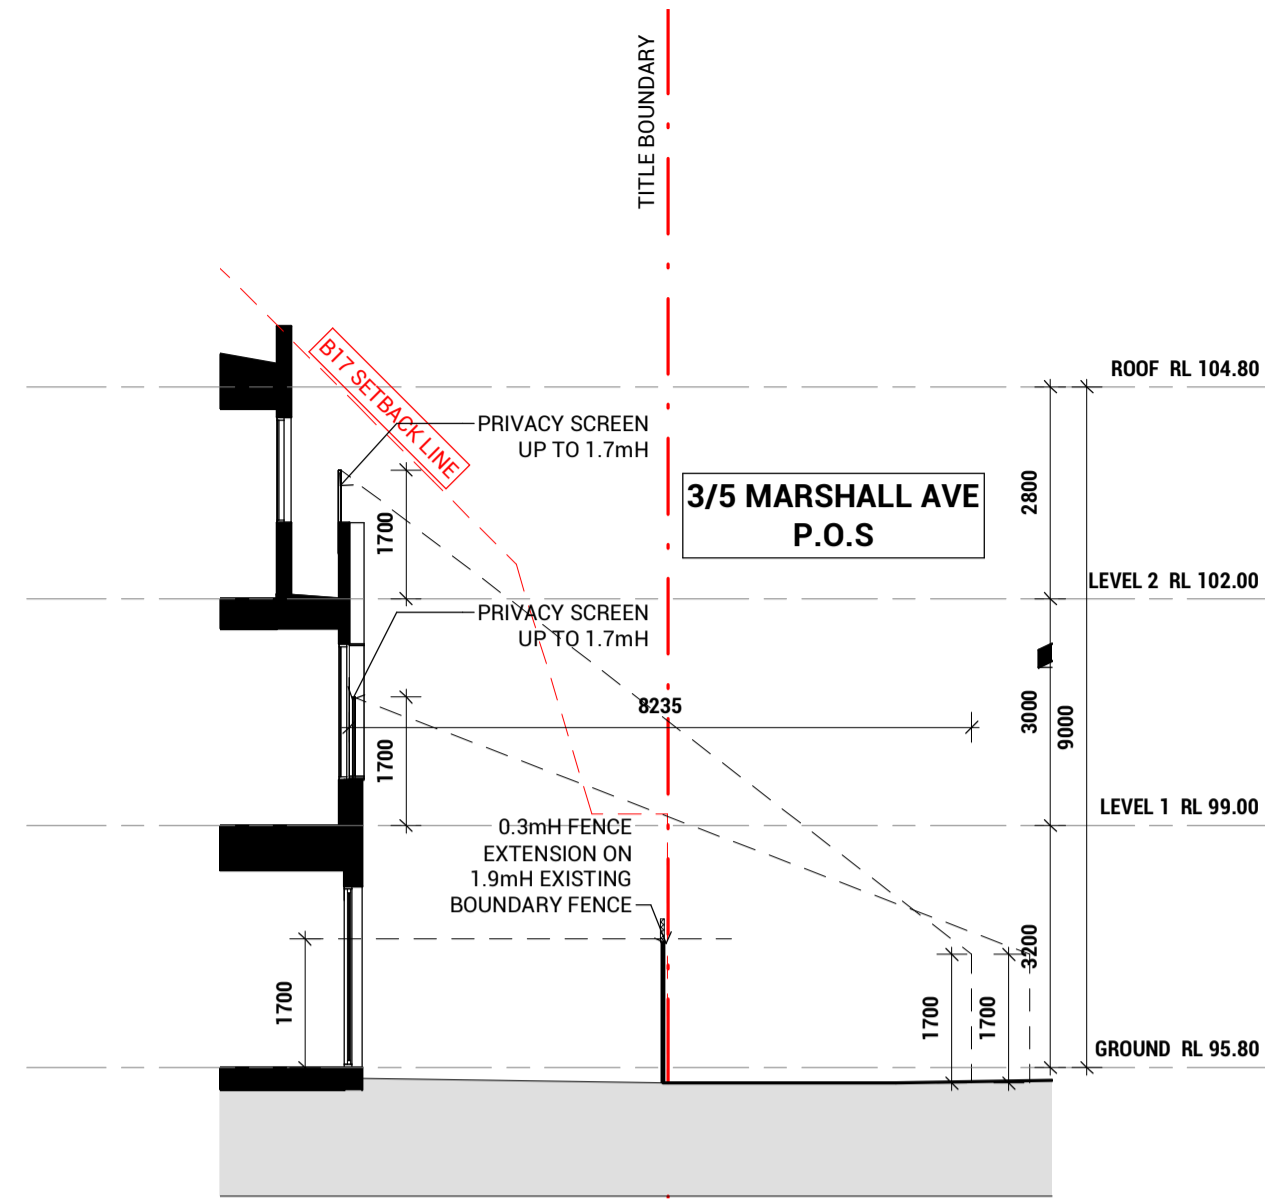 TITLE BOUNDARY
B17 SETBACK LINE
ROOF RL 104.80
PRIVACY SCREEN
UP TO 1.7mH
3/5 MARSHALL AVE
P.O.S
2800
1700
LEVEL 2 RL 102.00
PRIVACY SCREEN
UP TO 1.7mH
8235
3000
9000
1700
LEVEL 1 RL 99.00
0.3mH FENCE
EXTENSION ON
1.9mH EXISTING
BOUNDARY FENCE
3200
1700
1700
1700
GROUND RL 95.80